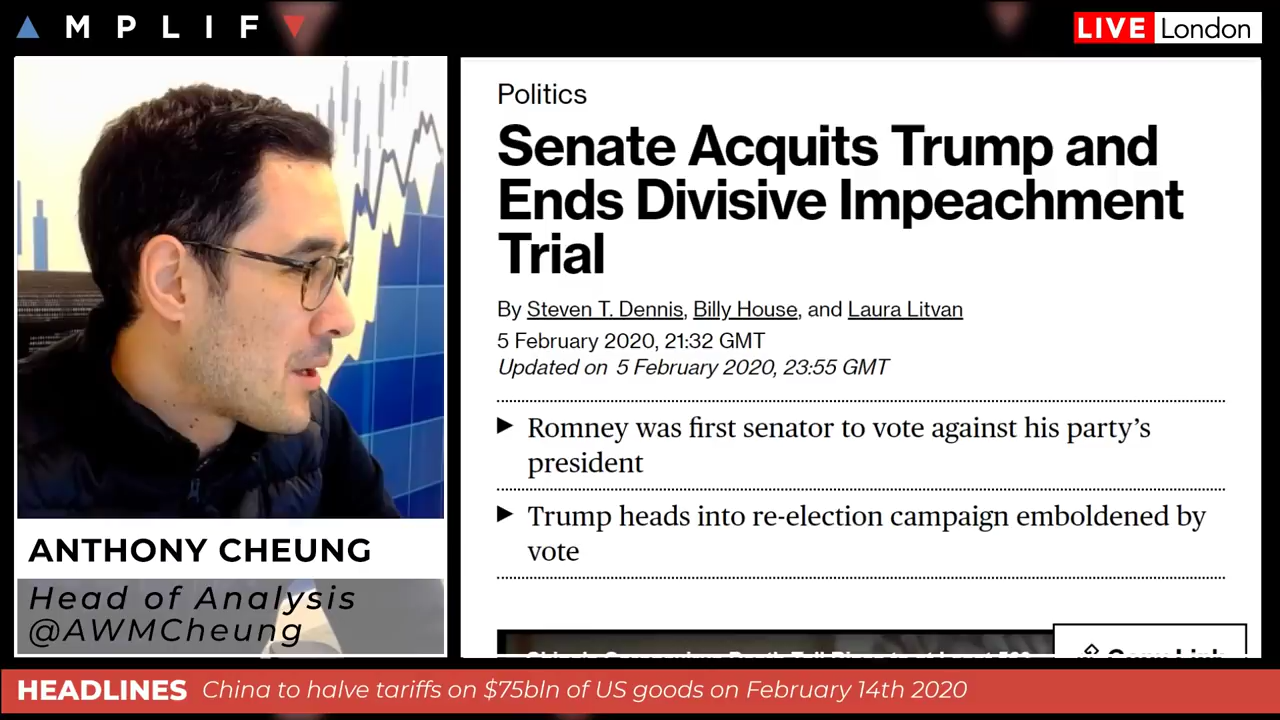 AMPLIFY
LIVE London
Politics
Senate Acquits Trump and
Ends Divisive Impeachment
Trial
By Steven T. Dennis, Billy House, and Laura Litvan
5 February 2020, 21:32 GMT
Updated on 5 February 2020, 23:55 GMT
Romney was first senator to vote against his party's
president
Trump heads into re-election campaign emboldened by
vote
Copy Link
ANTHONY CHEUNG
Head of Analysis
@AWMCheung
HEADLINES China to halve tariffs on $75bln of US goods on February 14th 2020